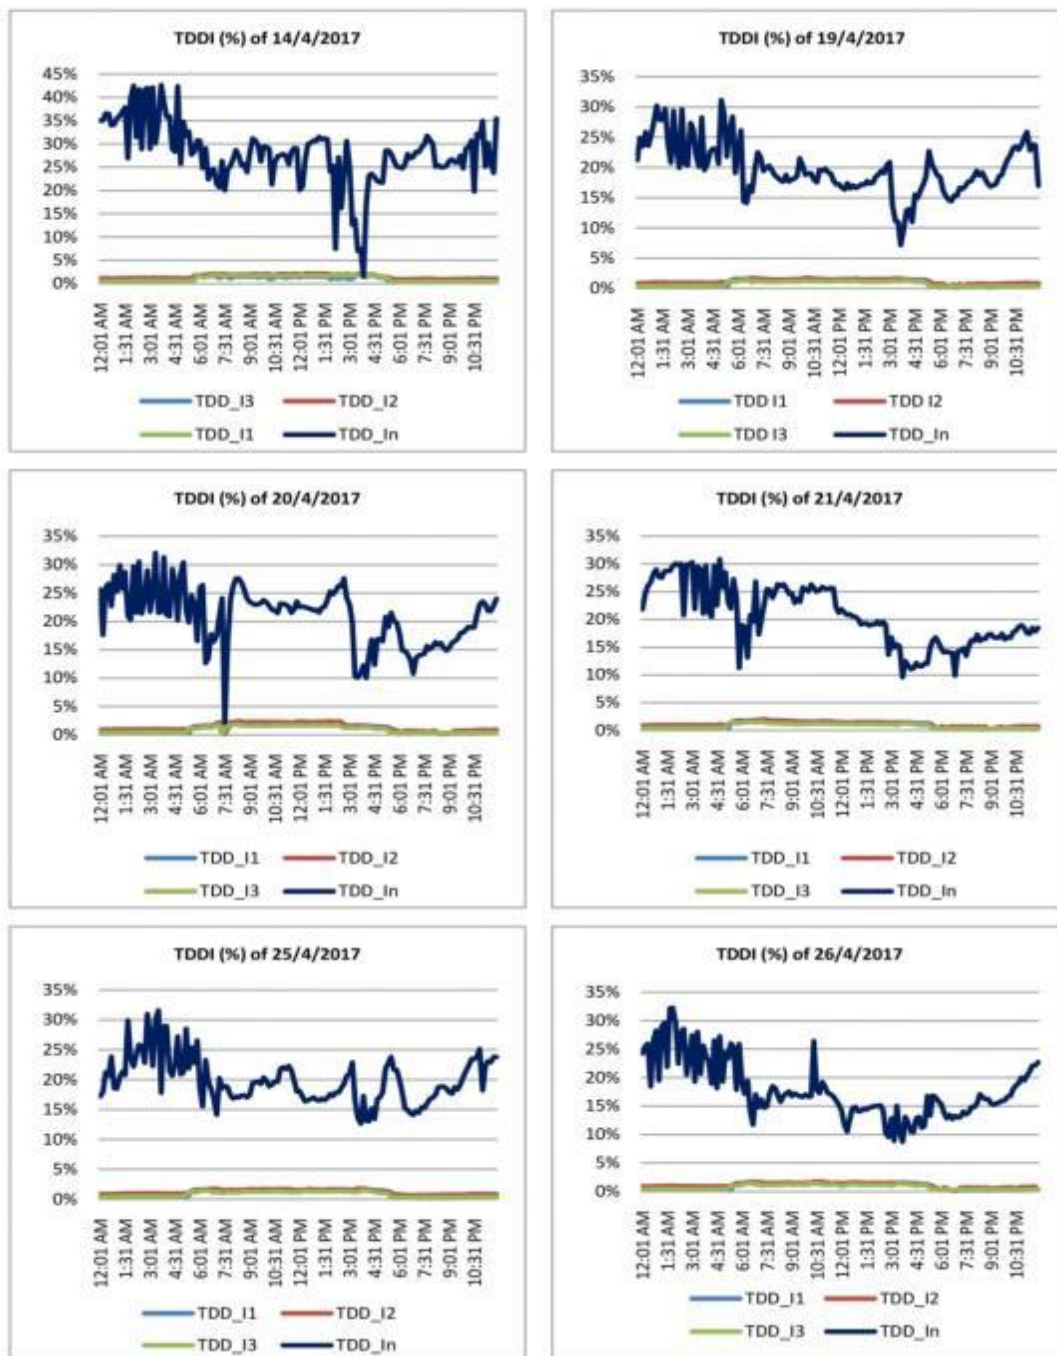 TDDI (%) of 14/4/2017
45%
40%
35%
30%
25%
20%
15%
10%
5%
0%
12:01 AM
1:31 AM
3:01 AM
4:31 AM
6:01 AM
7:31 AM
9:01 AM
10:31 AM
12:01 PM
1:31 PM
3:01 PM
4:31 PM
6:01 PM
7:31 PM
9:01 PM
10:31 PM
TDD_I3 TDD_I2
TDD_I1 TDD_In
TDDI (%) of 19/4/2017
35%
30%
25%
20%
15%
10%
5%
0%
12:01 AM
1:31 AM
3:01 AM
4:31 AM
6:01 AM
7:31 AM
9:01 AM
10:31 AM
12:01 PM
1:31 PM
3:01 PM
4:31 PM
6:01 PM
7:31 PM
9:01 PM
10:31 PM
TDD I1 TDD I2
TDD I3 TDD_In
TDDI (%) of 20/4/2017
35%
30%
25%
20%
15%
10%
5%
0%
12:01 AM
1:31 AM
3:01 AM
4:31 AM
6:01 AM
7:31 AM
9:01 AM
10:31 AM
12:01 PM
1:31 PM
3:01 PM
4:31 PM
6:01 PM
7:31 PM
9:01 PM
10:31 PM
TDD_I1 TDD_I2
TDD_I3 TDD_In
TDDI (%) of 21/4/2017
35%
30%
25%
20%
15%
10%
5%
0%
12:01 AM
1:31 AM
3:01 AM
4:31 AM
6:01 AM
7:31 AM
9:01 AM
10:31 AM
12:01 PM
1:31 PM
3:01 PM
4:31 PM
6:01 PM
7:31 PM
9:01 PM
10:31 PM
TDD_I1 TDD_I2
TDD_I3 TDD_In
TDDI (%) of 25/4/2017
35%
30%
25%
20%
15%
10%
5%
0%
12:01 AM
1:31 AM
3:01 AM
4:31 AM
6:01 AM
7:31 AM
9:01 AM
10:31 AM
12:01 PM
1:31 PM
3:01 PM
4:31 PM
6:01 PM
7:31 PM
9:01 PM
10:31 PM
TDD_I1 TDD_I2
TDD_I3 TDD_In
TDDI (%) of 26/4/2017
35%
30%
25%
20%
15%
10%
5%
0%
12:01 AM
1:31 AM
3:01 AM
4:31 AM
6:01 AM
7:31 AM
9:01 AM
10:31 AM
12:01 PM
1:31 PM
3:01 PM
4:31 PM
6:01 PM
7:31 PM
9:01 PM
10:31 PM
TDD_I1 TDD_I2
TDD_I3 TDD_In